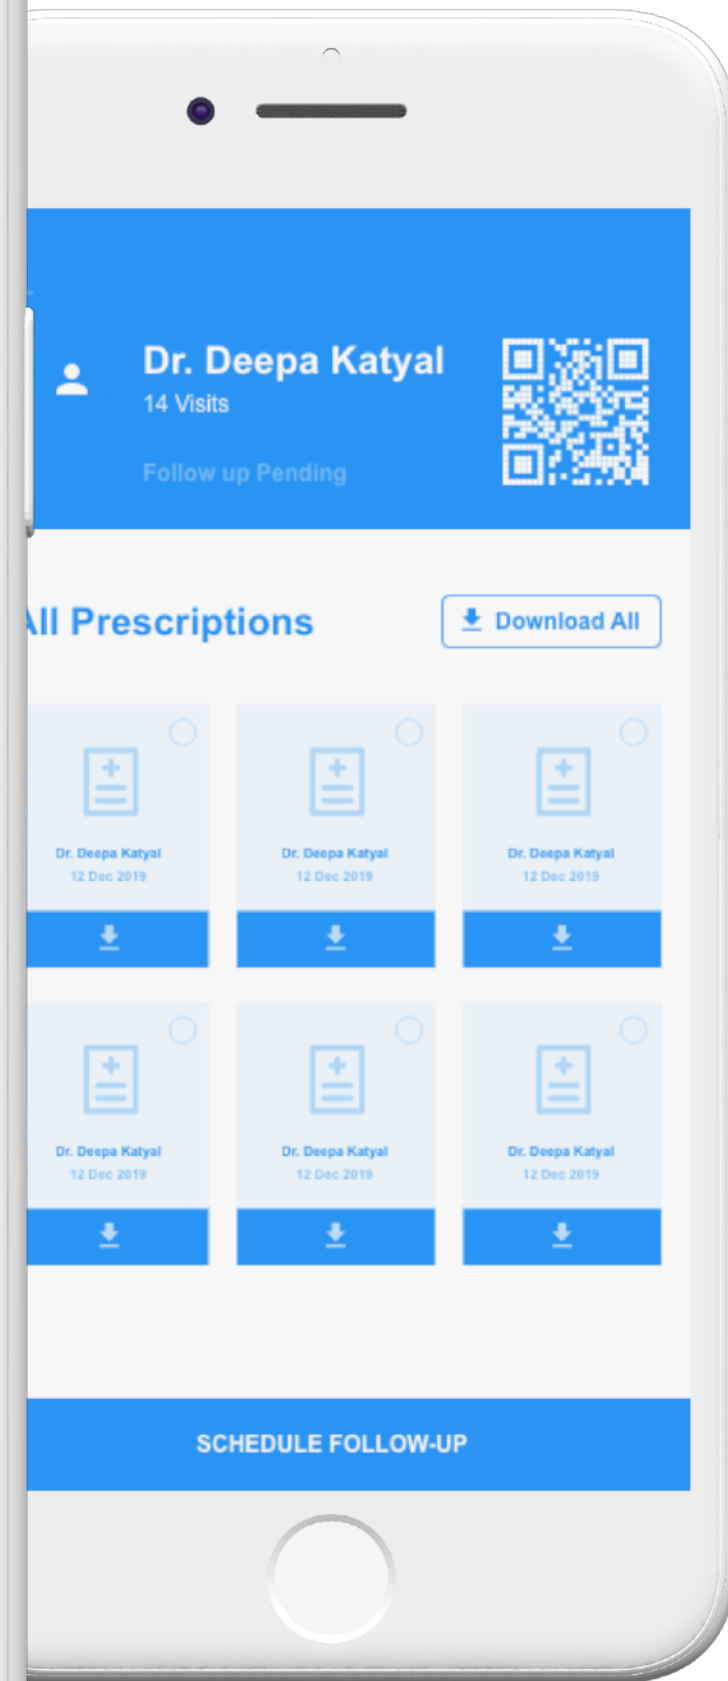 Dr. Deepa Katyal
14 Visits
Follow up Pending
All Prescriptions
Download All
Dr. Deepa Katyal
12 Dec 2019
Dr. Deepa Katyal
12 Dec 2019
Dr. Deepa Katyal
12 Dec 2019
Dr. Deepa Katyal
12 Dec 2019
Dr. Deepa Katyal
12 Dec 2019
Dr. Deepa Katyal
12 Dec 2019
SCHEDULE FOLLOW-UP